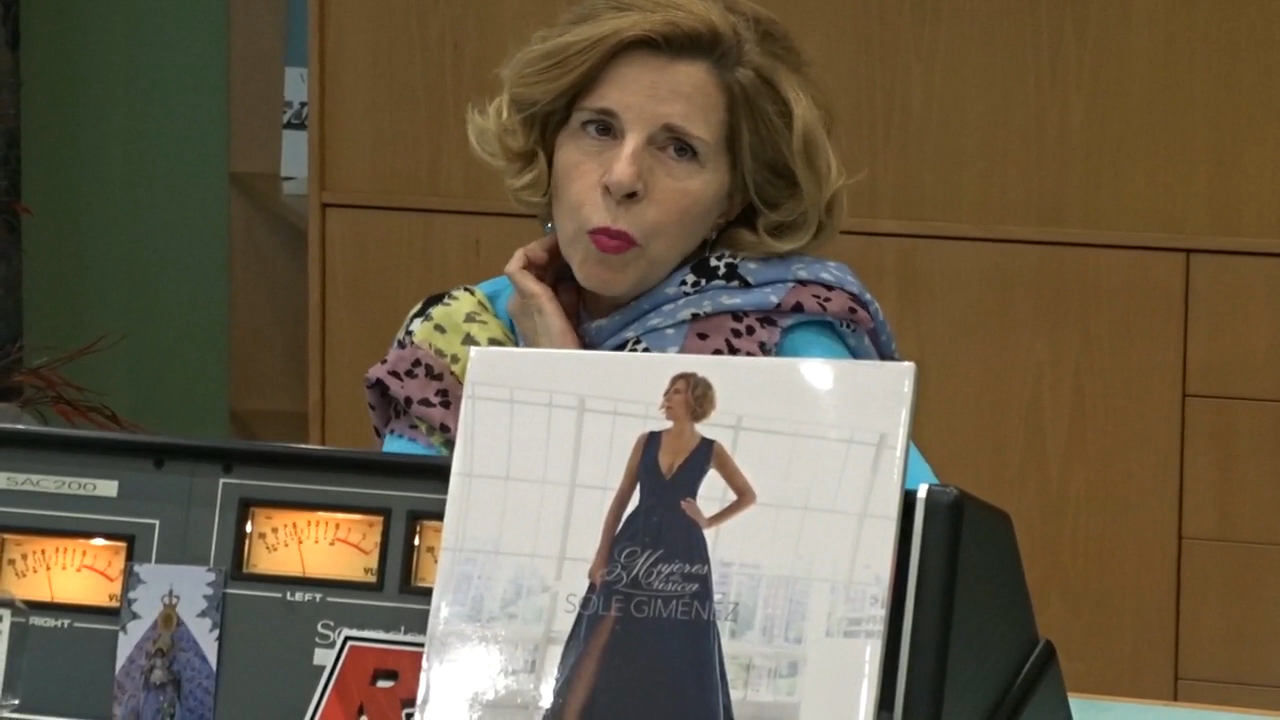 SAC200
VU
VU
LEFT
RIGHT
Mujeres
de Música
SOLE GIMÉNEZ